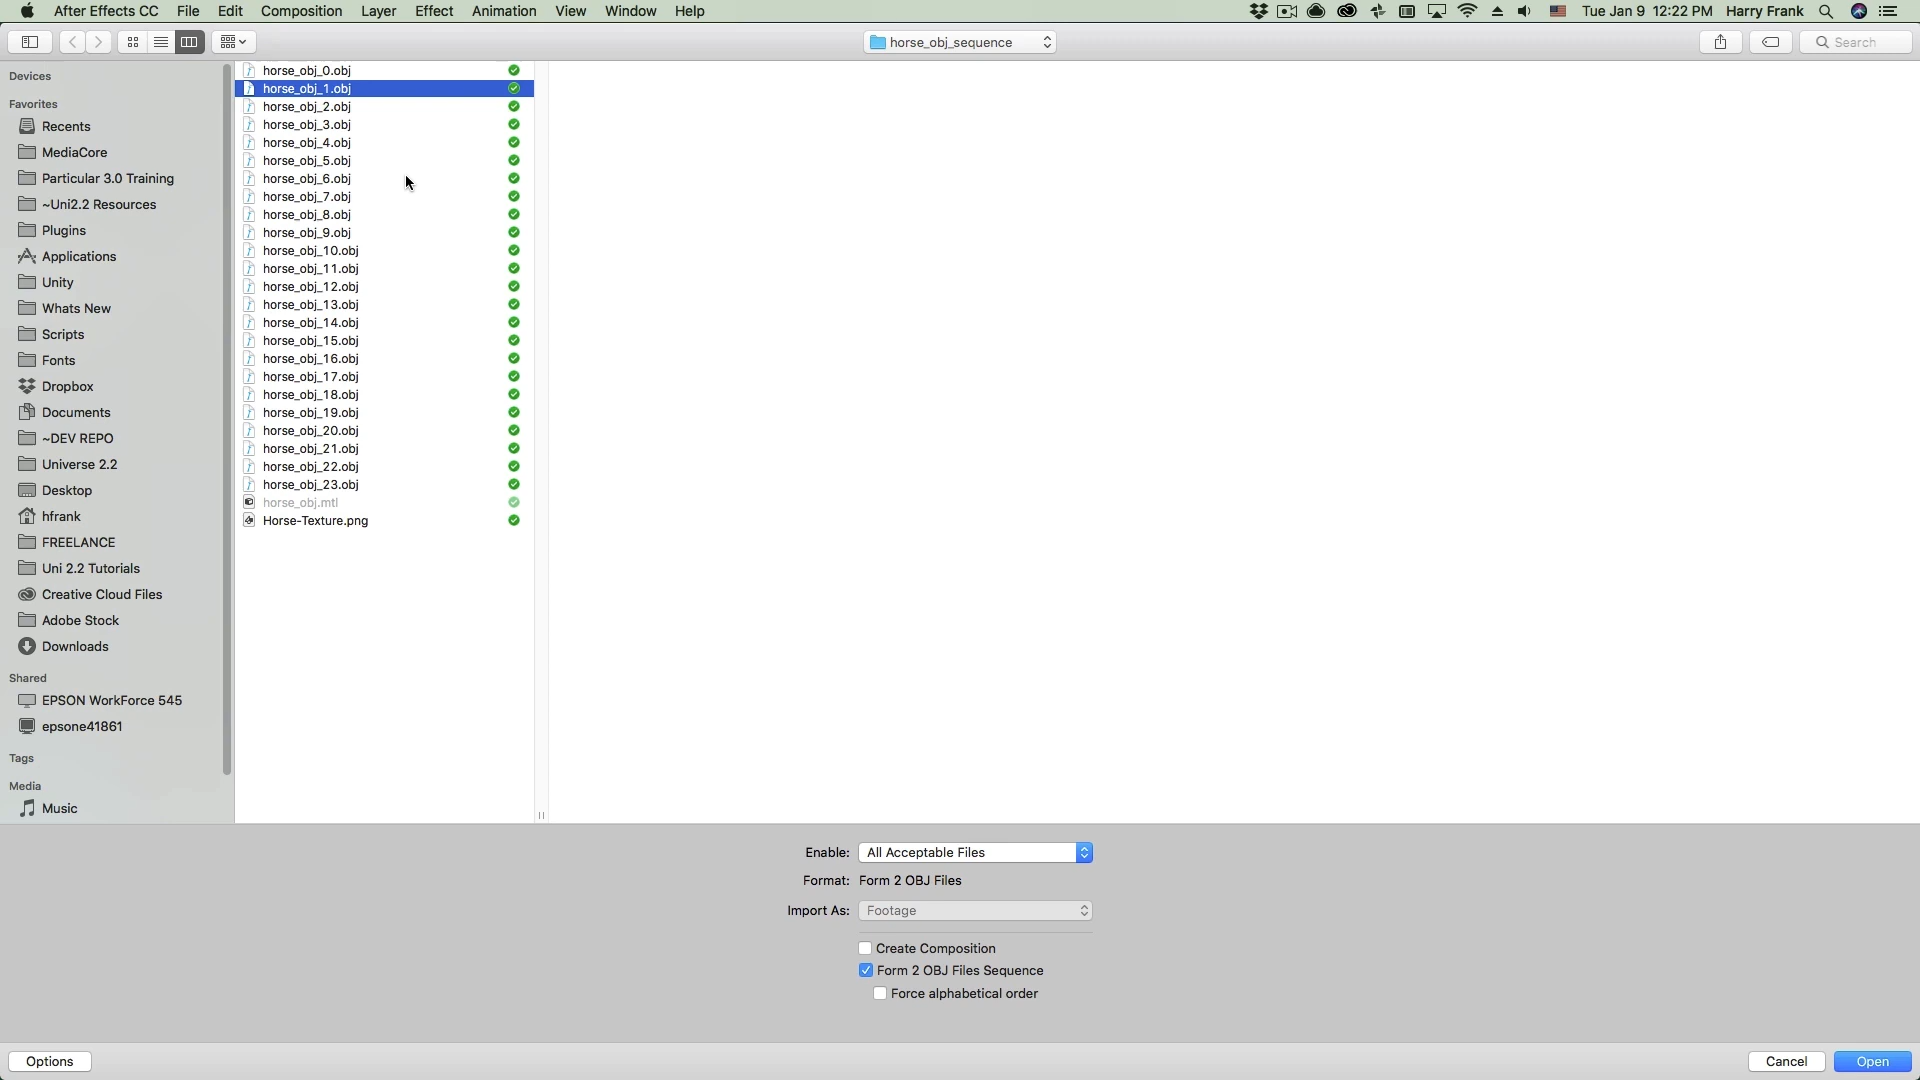 After Effects CC File Edit Composition Layer Effect Animation View Window Help Tue Jan 9 12:22 PM Harry Frank
horse_obj_sequence Search
Devices
Favorites
Recents
MediaCore
Particular 3.0 Training
~Uni2.2 Resources
Plugins
Applications
Unity
Whats New
Scripts
Fonts
Dropbox
Documents
~DEV REPO
Universe 2.2
Desktop
hfrank
FREELANCE
Uni 2.2 Tutorials
Creative Cloud Files
Adobe Stock
Downloads
Shared
EPSON WorkForce 545
epsone41861
Tags
Media
Music
horse_obj_0.obj
horse_obj_1.obj
horse_obj_2.obj
horse_obj_3.obj
horse_obj_4.obj
horse_obj_5.obj
horse_obj_6.obj
horse_obj_7.obj
horse_obj_8.obj
horse_obj_9.obj
horse_obj_10.obj
horse_obj_11.obj
horse_obj_12.obj
horse_obj_13.obj
horse_obj_14.obj
horse_obj_15.obj
horse_obj_16.obj
horse_obj_17.obj
horse_obj_18.obj
horse_obj_19.obj
horse_obj_20.obj
horse_obj_21.obj
horse_obj_22.obj
horse_obj_23.obj
horse_obj.mtl
Horse-Texture.png
Enable: All Acceptable Files
Format: Form 2 OBJ Files
Import As: Footage
Create Composition
Form 2 OBJ Files Sequence
Force alphabetical order
Options Cancel Open